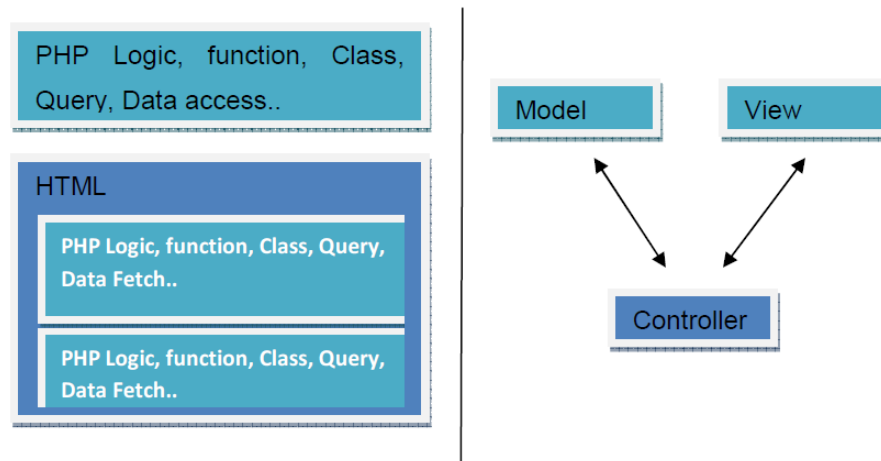 PHP Logic, function, Class,
Query, Data access..
HTML
PHP Logic, function, Class, Query,
Data Fetch..
PHP Logic, function, Class, Query,
Data Fetch..
Model
View
Controller